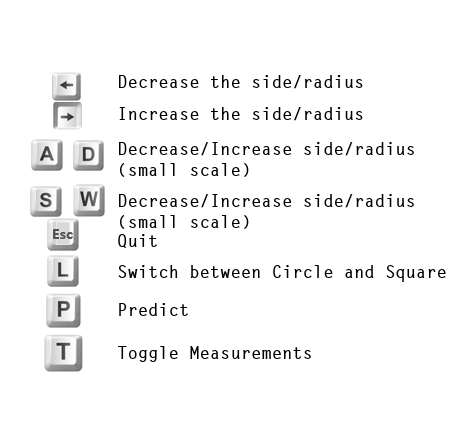 ← Decrease the side/radius
→ Increase the side/radius
A D Decrease/Increase side/radius
(small scale)
S W Decrease/Increase side/radius
(small scale)
Esc Quit
L Switch between Circle and Square
P Predict
T Toggle Measurements